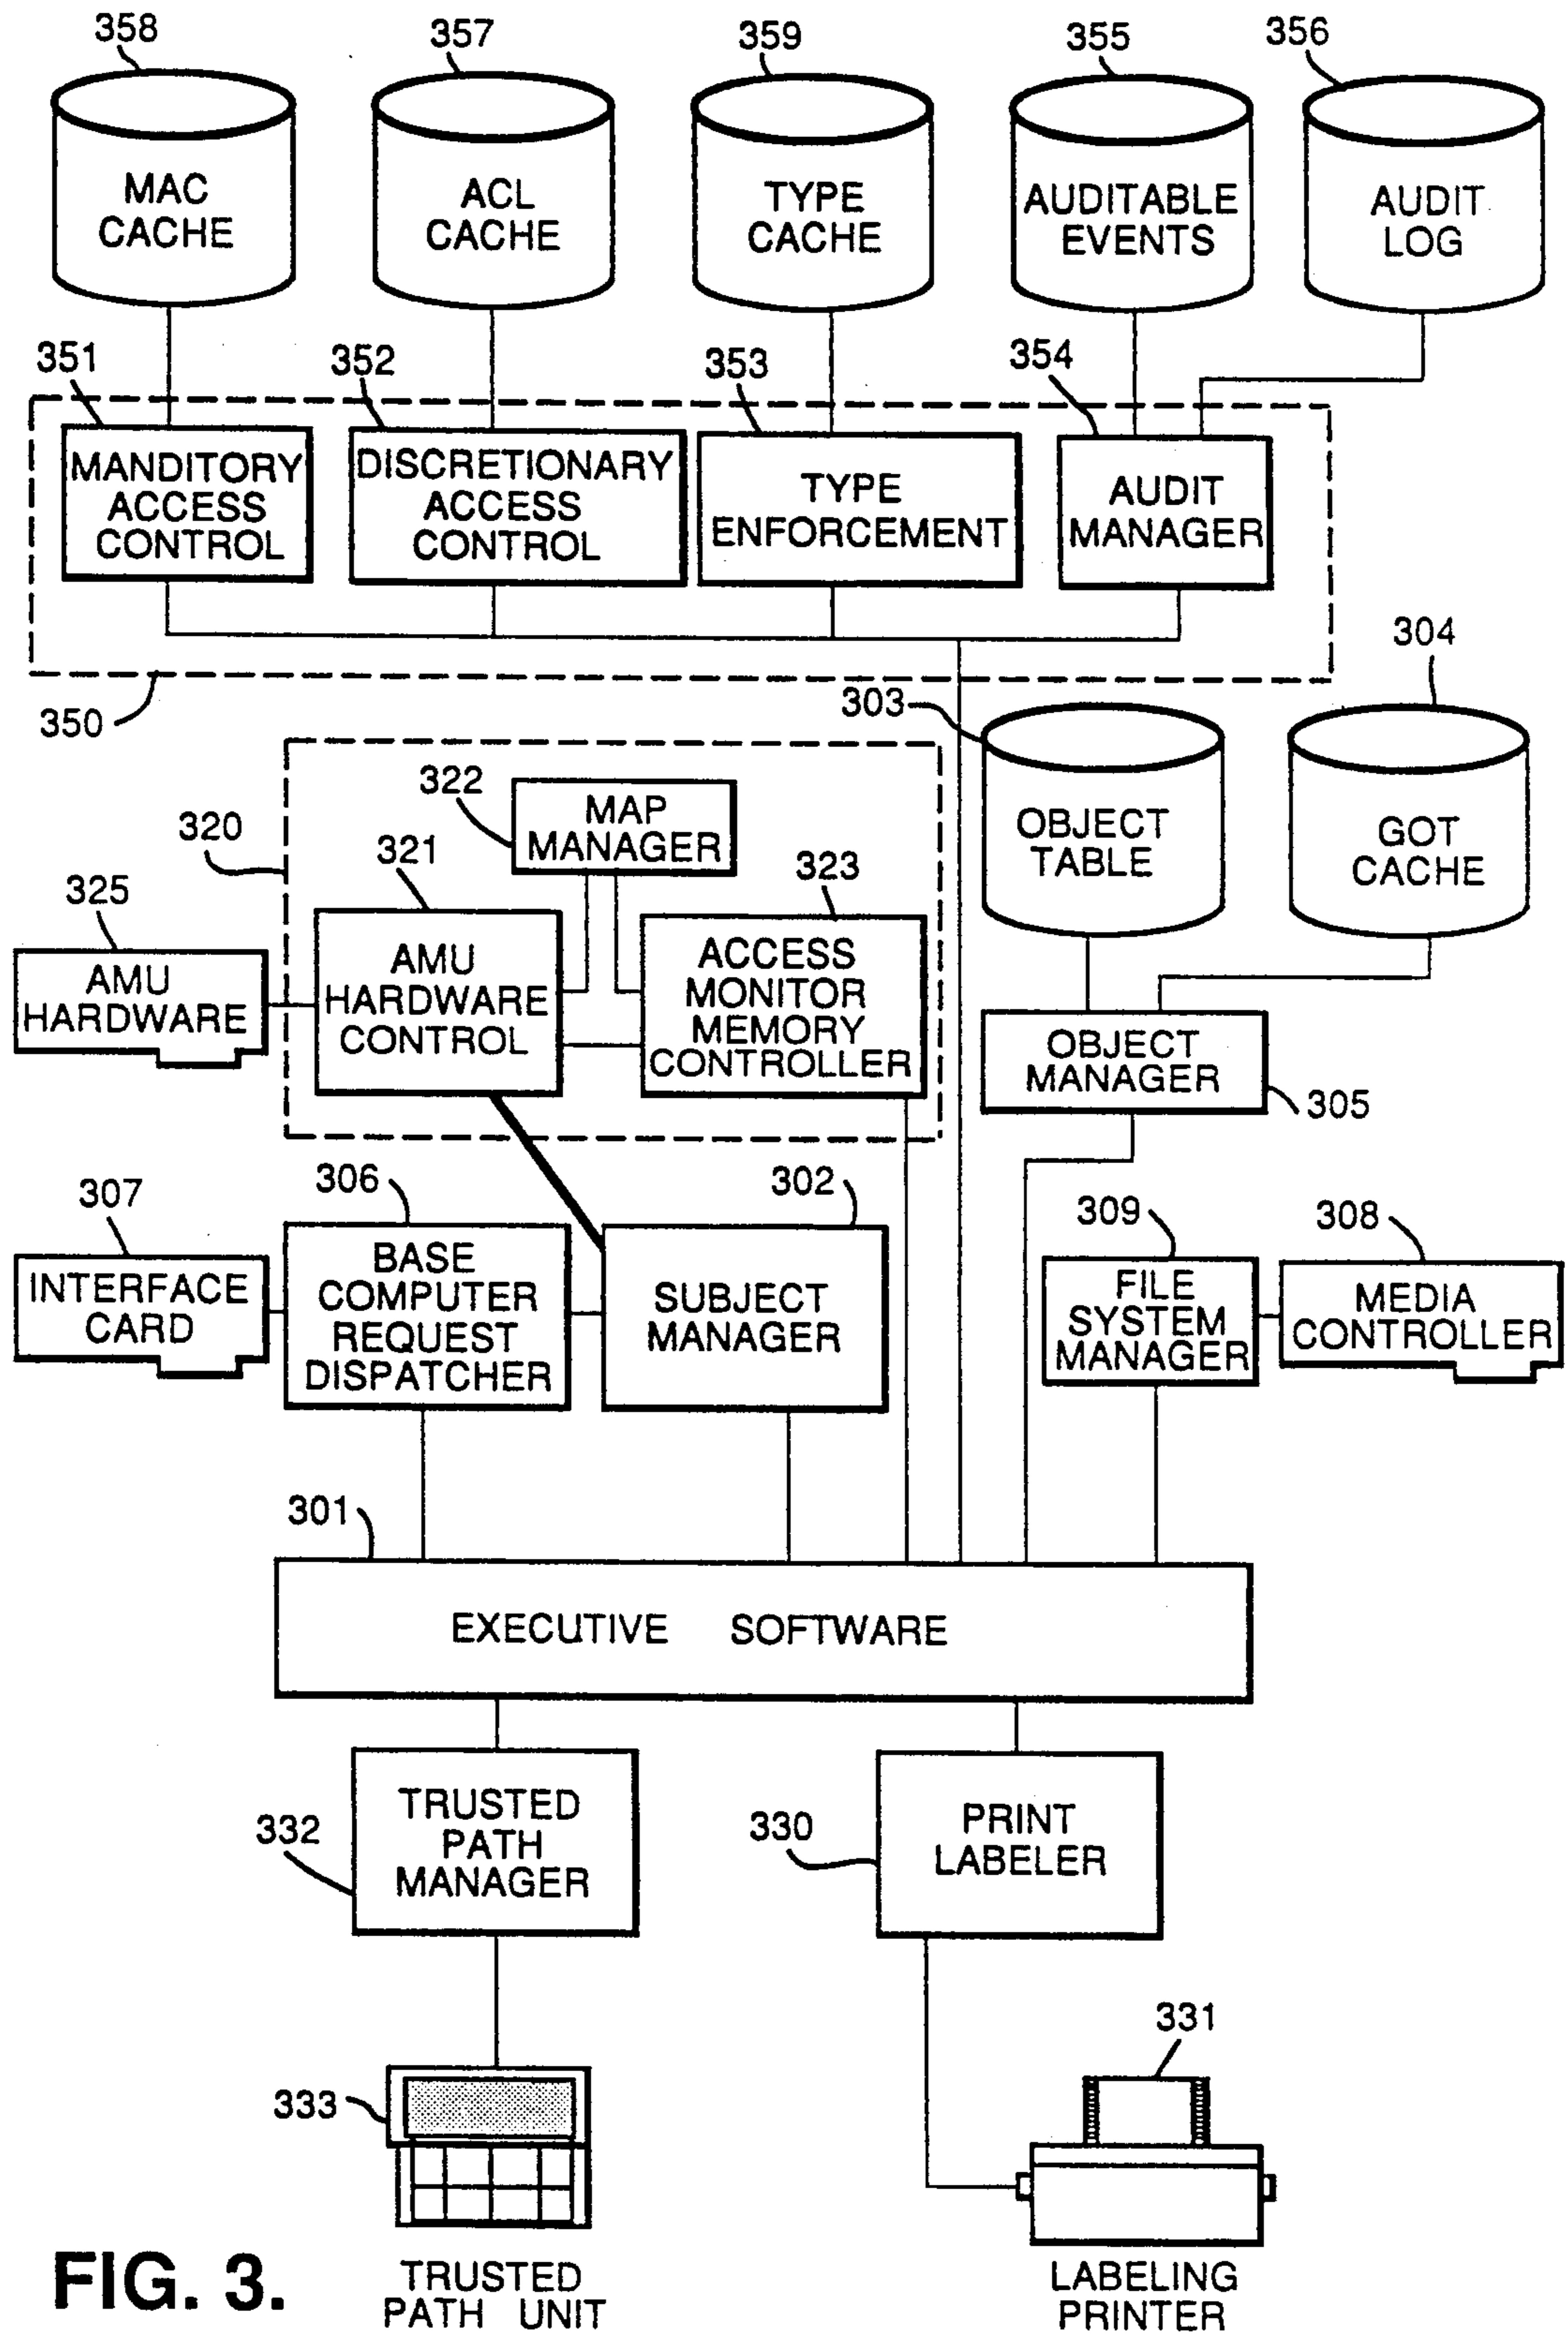 358
357
359
355
356
MAC
CACHE
ACL
CACHE
TYPE
CACHE
AUDITABLE
EVENTS
AUDIT
LOG
351
352
353
354
MANDITORY
ACCESS
CONTROL
DISCRETIONARY
ACCESS
CONTROL
TYPE
ENFORCEMENT
AUDIT
MANAGER
350
303
304
OBJECT
TABLE
GOT
CACHE
320
322
MAP
MANAGER
321
323
325
AMU
HARDWARE
AMU
HARDWARE
CONTROL
ACCESS
MONITOR
MEMORY
CONTROLLER
OBJECT
MANAGER
305
307
306
302
309
308
INTERFACE
CARD
BASE
COMPUTER
REQUEST
DISPATCHER
SUBJECT
MANAGER
FILE
SYSTEM
MANAGER
MEDIA
CONTROLLER
301
EXECUTIVE SOFTWARE
332
TRUSTED
PATH
MANAGER
330
PRINT
LABELER
333
331
TRUSTED
PATH UNIT
LABELING
PRINTER
FIG. 3.